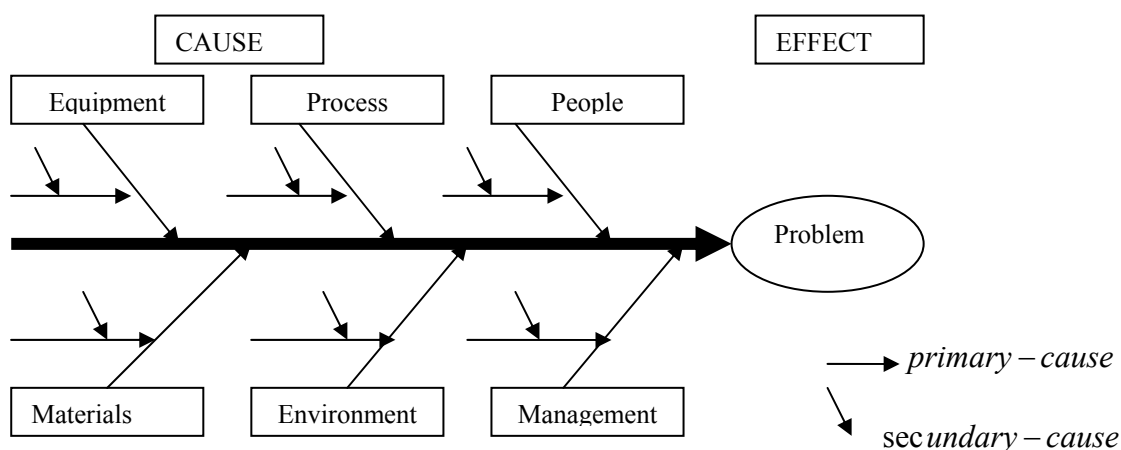 CAUSE
EFFECT
Equipment
Process
People
Problem
primary – cause
Materials
Environment
Management
secundary – cause